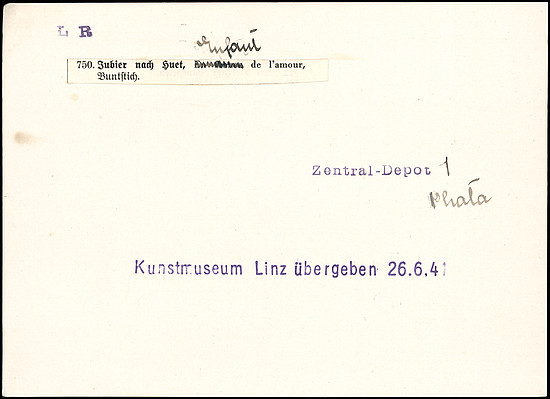 L R
Enfant
750. Jubier nach Huet, de l'amour,
Buntstich.
Zentral-Depot 1
Kunstmuseum Linz übergeben 26.6.41